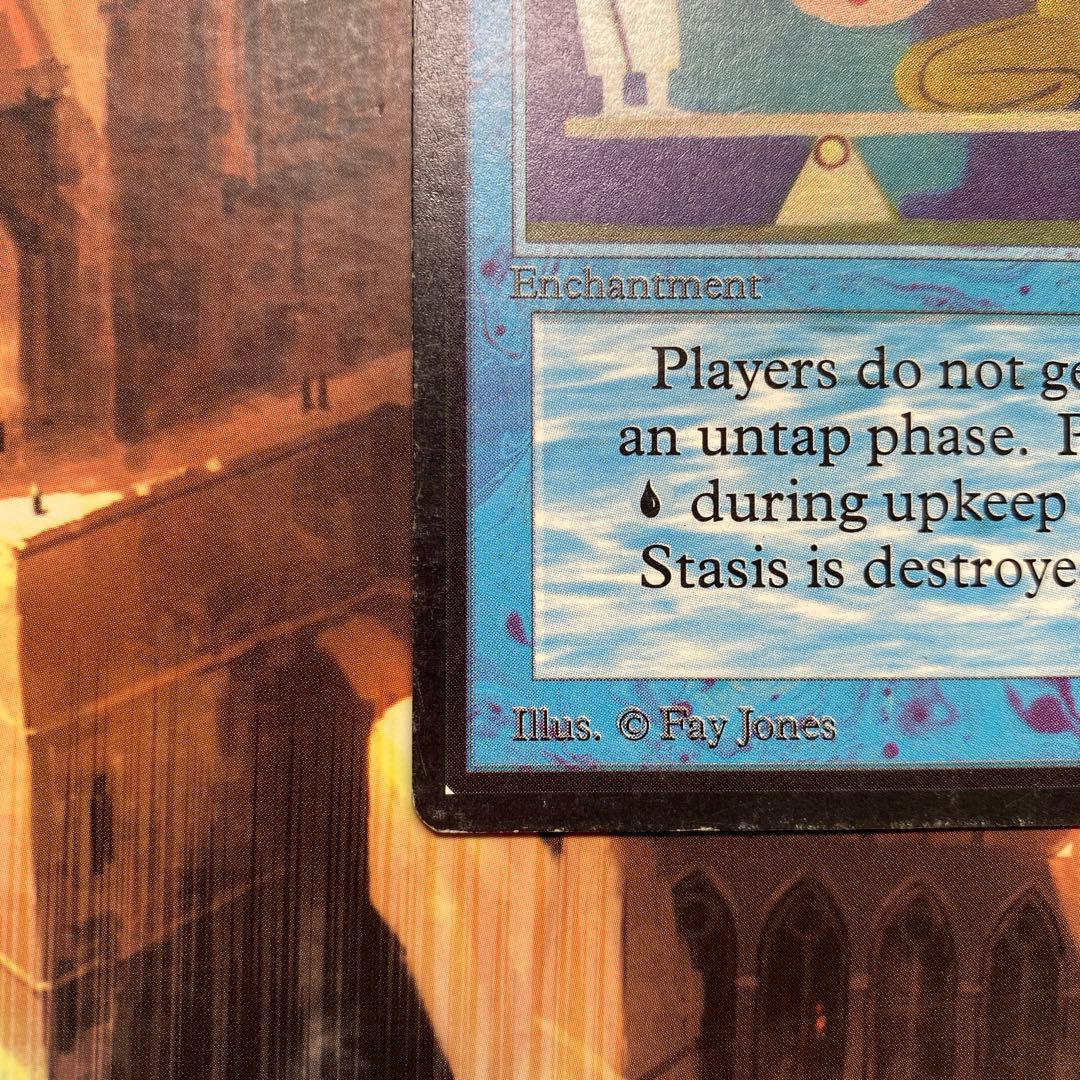 Enchantment
Players do not ge
an untap phase.
during upkeep
Stasis is destroye
Illus. © Fay Jones